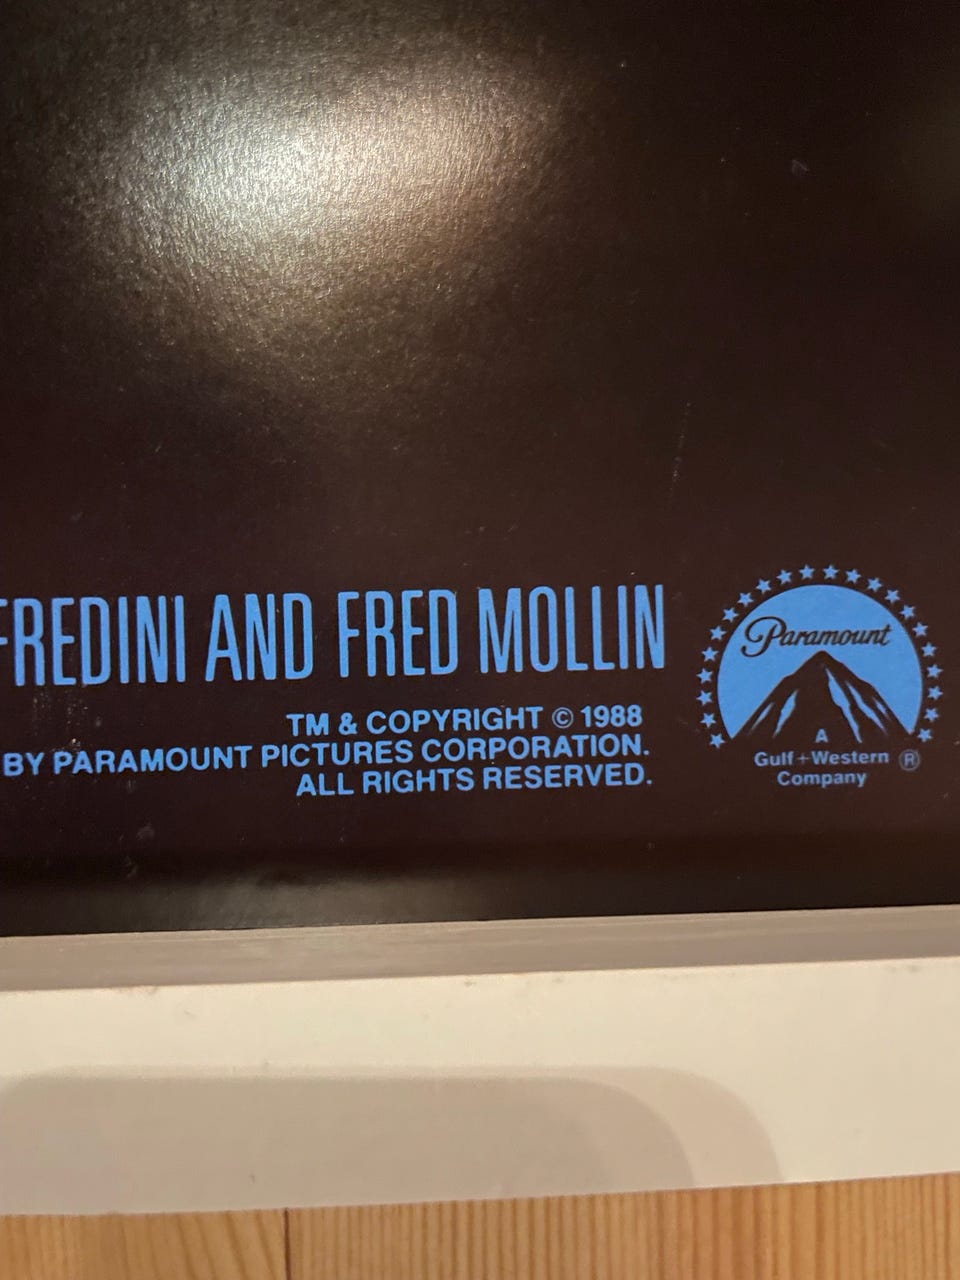 FREDINI AND FRED MOLLIN
TM & COPYRIGHT © 1988
BY PARAMOUNT PICTURES CORPORATION.
ALL RIGHTS RESERVED.
Paramount
A
Gulf+Western ®
Company